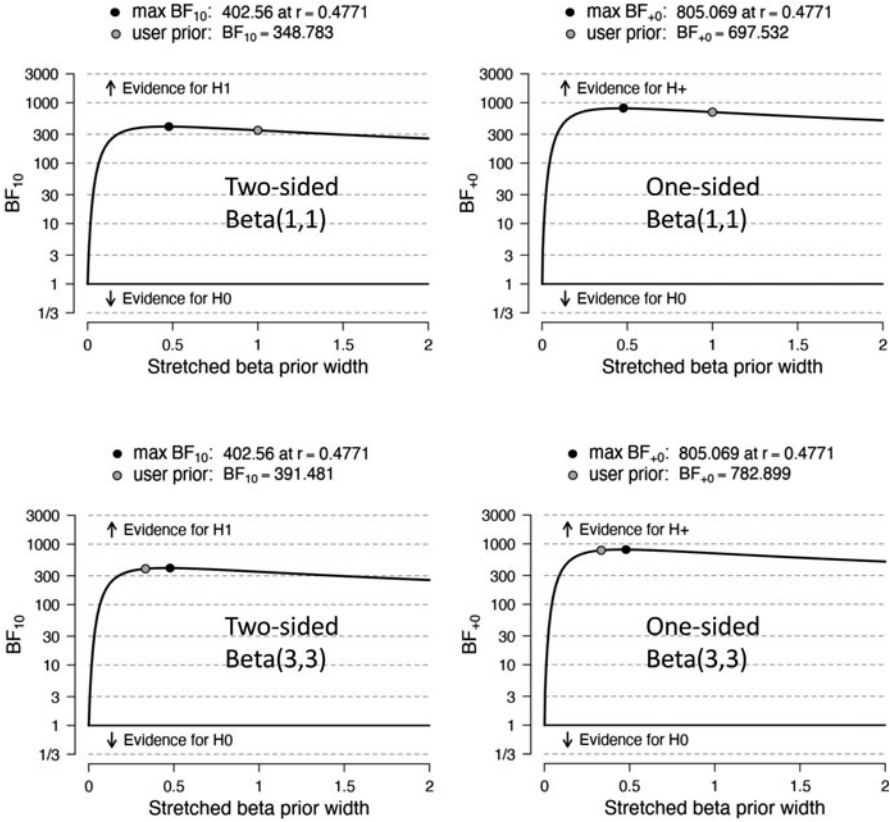 ● max BF₁₀: 402.56 at r = 0.4771
● user prior: BF₁₀ = 348.783
3000
1000
300
100
30
10
3
1
1/3
BF₁₀
↑ Evidence for H1
Two-sided
Beta(1,1)
↓ Evidence for H0
0 0.5 1 1.5 2
Stretched beta prior width
● max BF₊₀: 805.069 at r = 0.4771
● user prior: BF₊₀ = 697.532
3000
1000
300
100
30
10
3
1
1/3
BF₊₀
↑ Evidence for H+
One-sided
Beta(1,1)
↓ Evidence for H0
0 0.5 1 1.5 2
Stretched beta prior width
● max BF₁₀: 402.56 at r = 0.4771
● user prior: BF₁₀ = 391.481
3000
1000
300
100
30
10
3
1
1/3
BF₁₀
↑ Evidence for H1
Two-sided
Beta(3,3)
↓ Evidence for H0
0 0.5 1 1.5 2
Stretched beta prior width
● max BF₊₀: 805.069 at r = 0.4771
● user prior: BF₊₀ = 782.899
3000
1000
300
100
30
10
3
1
1/3
BF₊₀
↑ Evidence for H+
One-sided
Beta(3,3)
↓ Evidence for H0
0 0.5 1 1.5 2
Stretched beta prior width